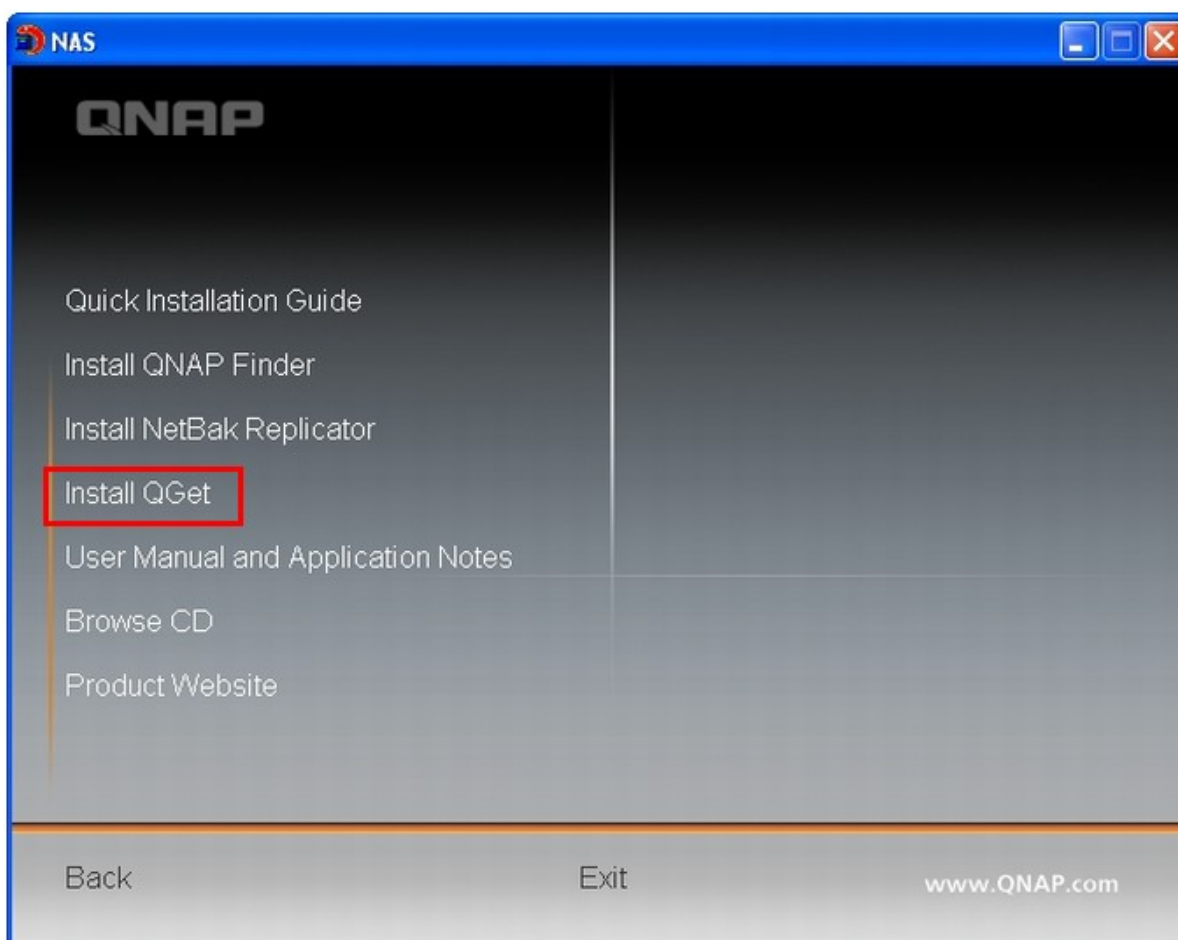 NAS
QNAP
Quick Installation Guide
Install QNAP Finder
Install NetBak Replicator
Install QGet
User Manual and Application Notes
Browse CD
Product Website
Back Exit www.QNAP.com